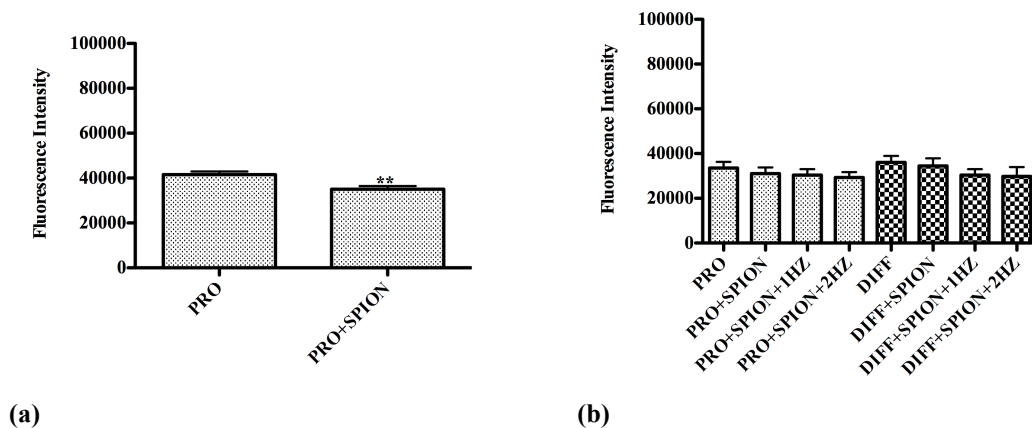 Fluorescence Intensity
100000
80000
60000
40000
20000
0
**
PRO
PRO+SPION
(a)
Fluorescence Intensity
100000
80000
60000
40000
20000
0
PRO
PRO+SPION
PRO+SPION+1HZ
PRO+SPION+2HZ
DIFF
DIFF+SPION
DIFF+SPION+1HZ
DIFF+SPION+2HZ
(b)